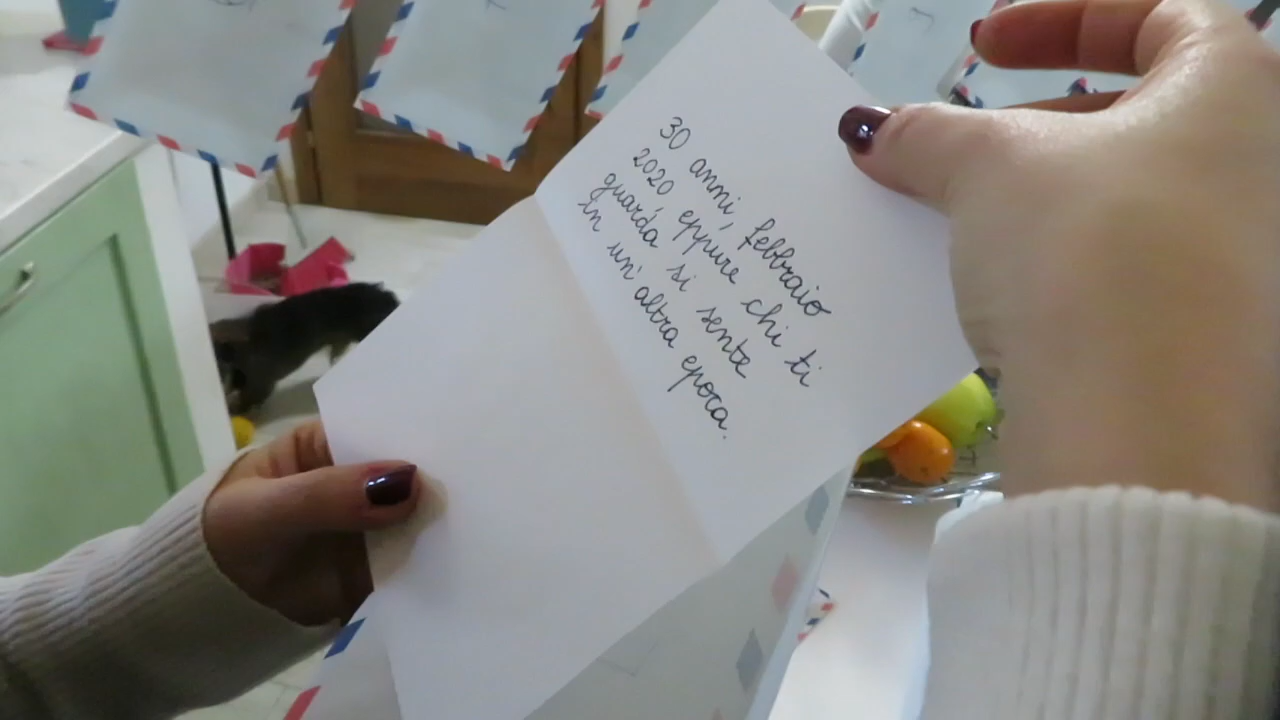 30 anni, febbraio
2020, eppure chi ti
guarda si sente
in un'altra epoca.